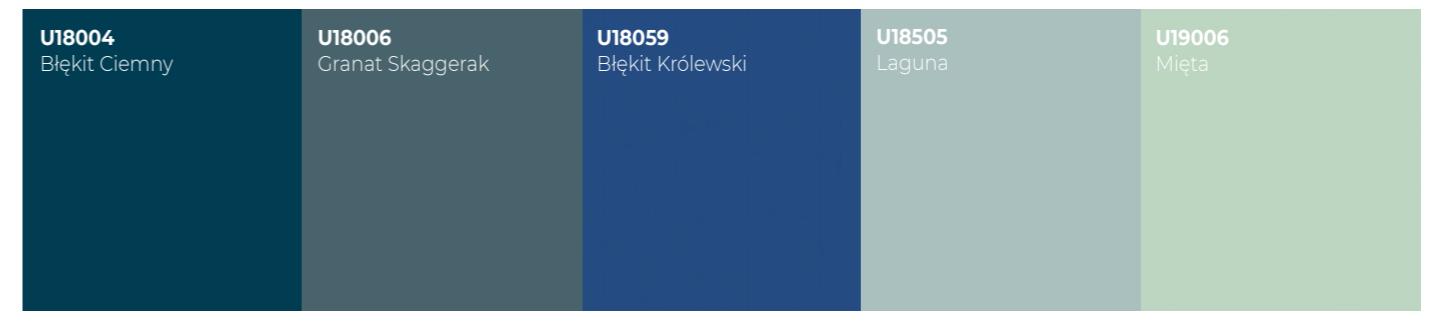 U18004
Błękit Ciemny
U18006
Granat Skaggerak
U18059
Błękit Królewski
U18505
Laguna
U19006
Mięta